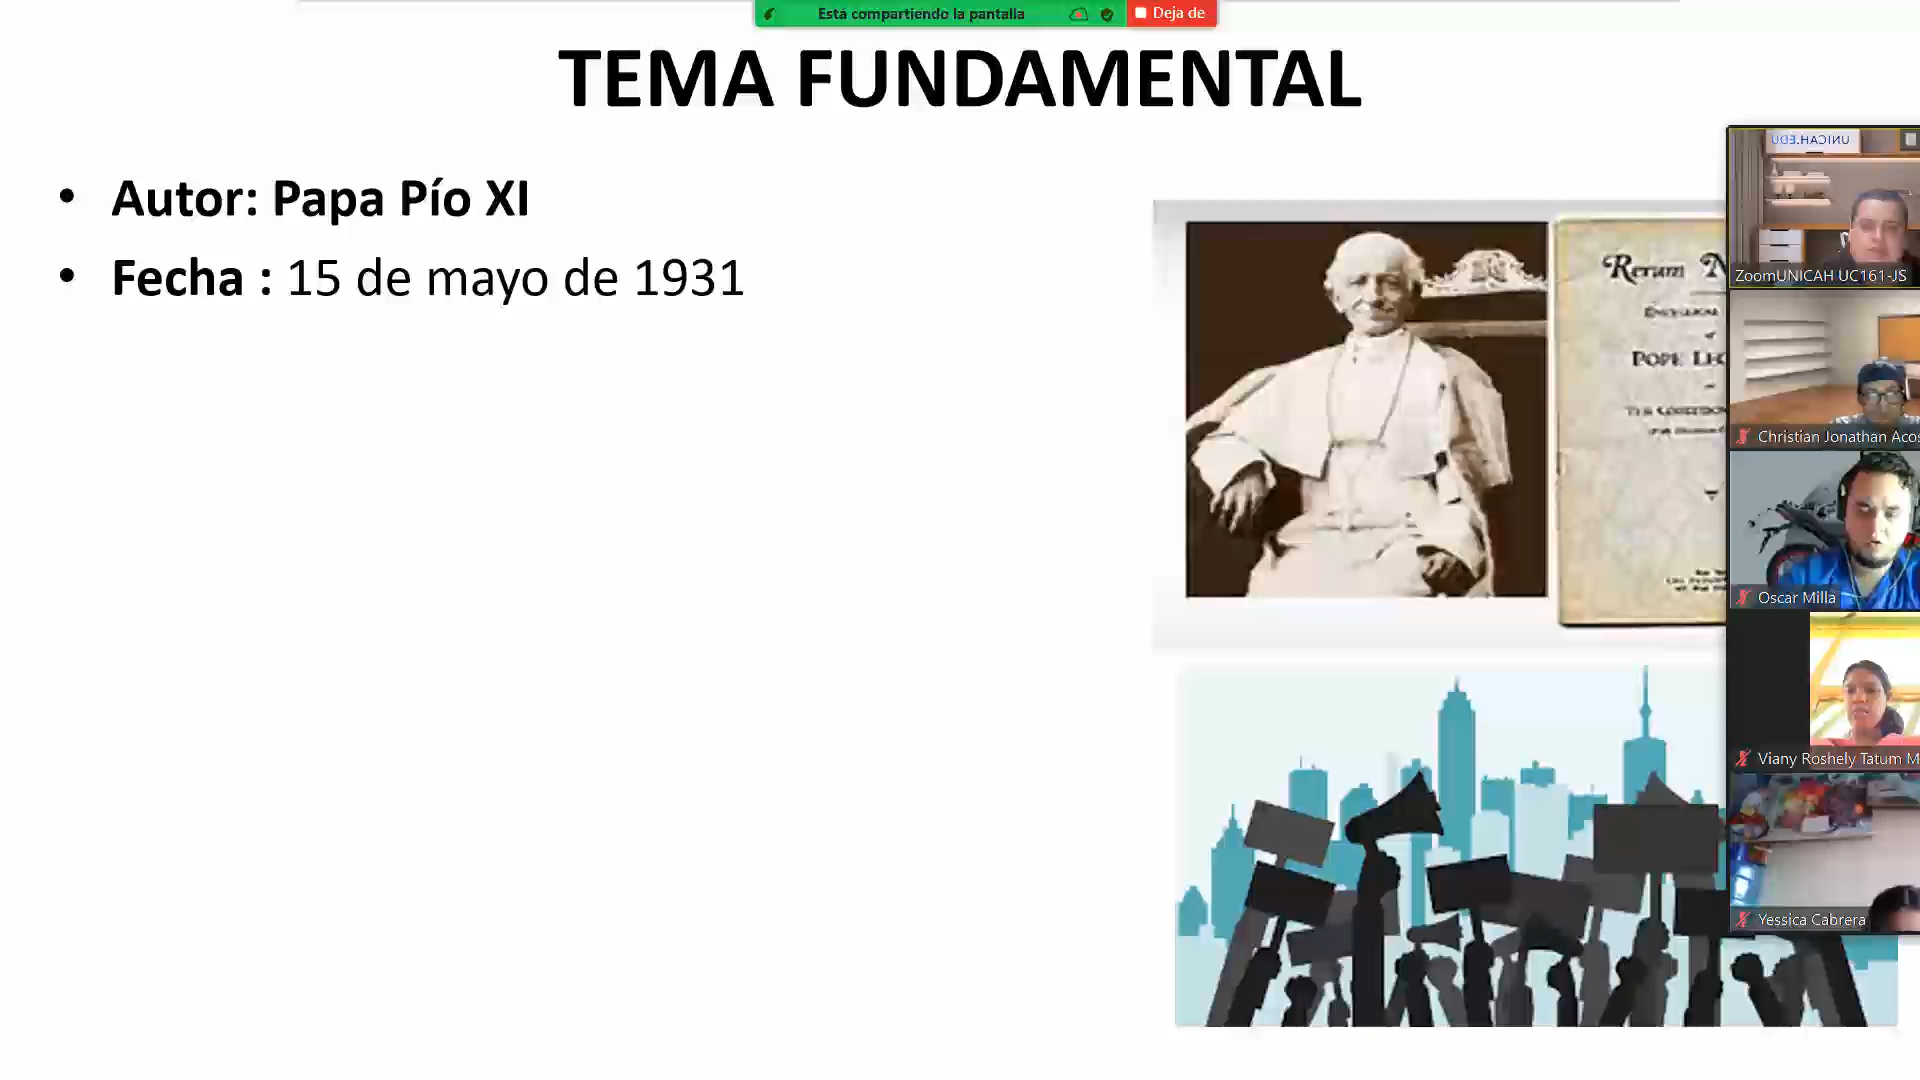 Está compartiendo la pantalla
Deja de
TEMA FUNDAMENTAL
• Autor: Papa Pío XI
• Fecha : 15 de mayo de 1931
Rerum N
POPE LEO
UNICAH.EDU
ZoomUNICAH UC161-JS
Christian Jonathan Acos
Oscar Milla
Viany Roshely Tatum M
Yessica Cabrera